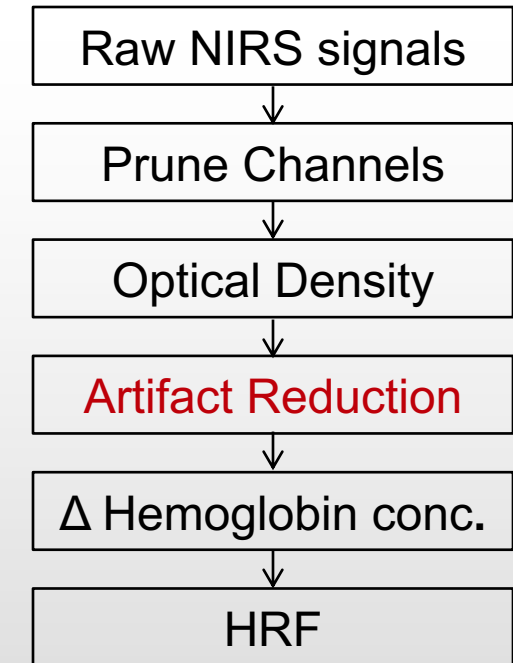 Raw NIRS signals
Prune Channels
Optical Density
Artifact Reduction
Δ Hemoglobin conc.
HRF